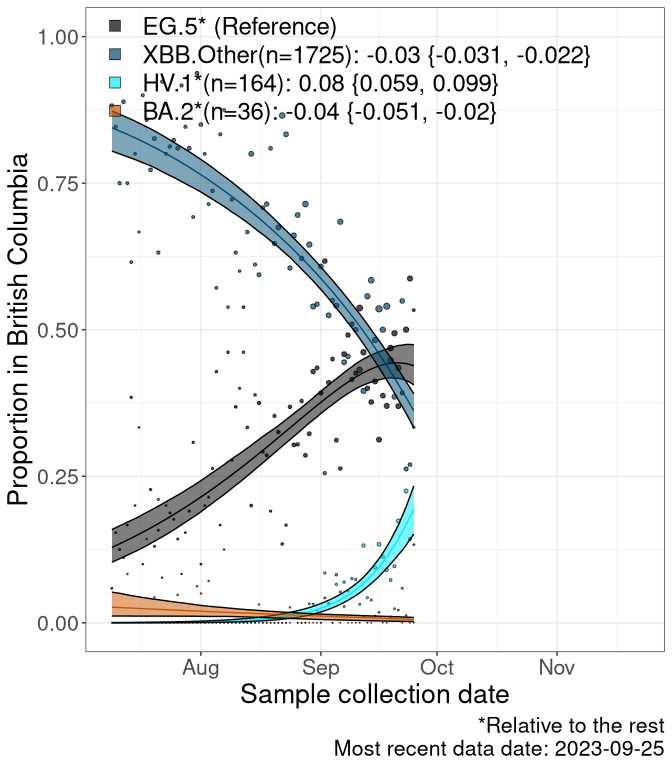 EG.5* (Reference)
XBB.Other(n=1725): -0.03 {-0.031, -0.022}
HV.1*(n=164): 0.08 {0.059, 0.099}
BA.2*(n=36): -0.04 {-0.051, -0.02}
1.00
0.75
0.50
0.25
0.00
Proportion in British Columbia
Aug Sep Oct Nov
Sample collection date
*Relative to the rest
Most recent data date: 2023-09-25